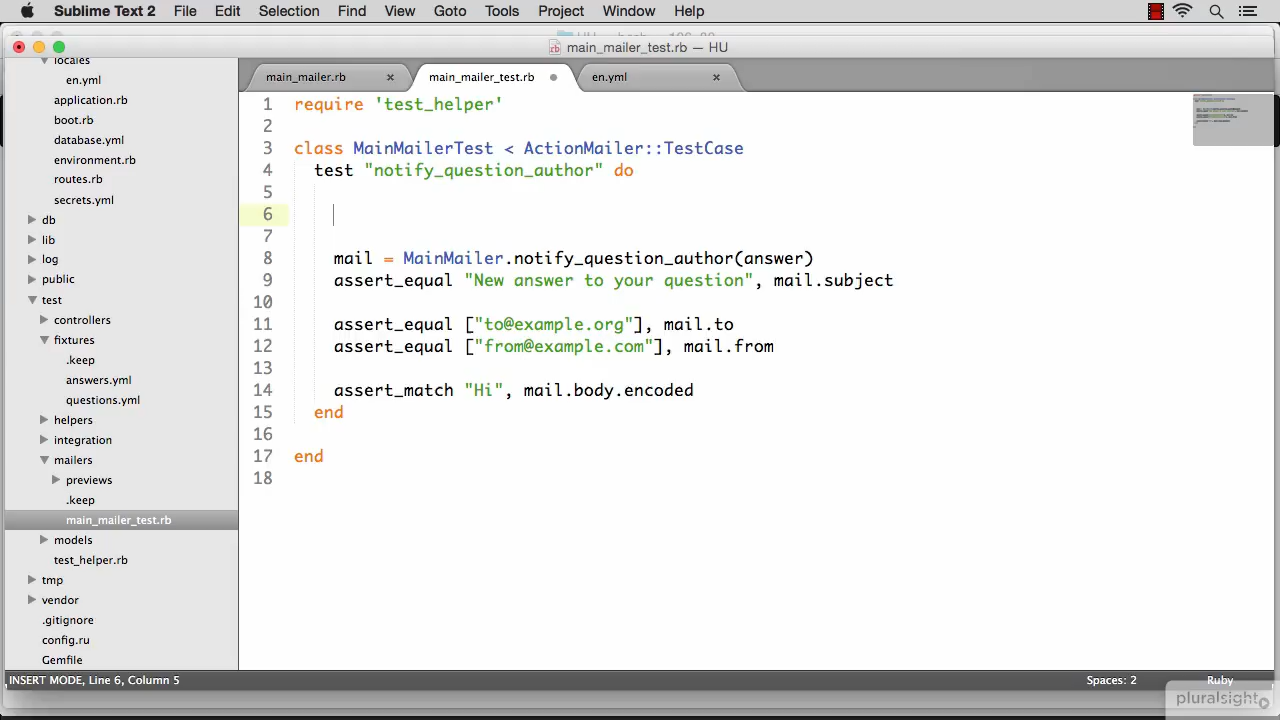 Sublime Text 2 File Edit Selection Find View Goto Tools Project Window Help
main_mailer_test.rb — HU
locales
en.yml
application.rb
boot.rb
database.yml
environment.rb
routes.rb
secrets.yml
db
lib
log
public
test
controllers
fixtures
.keep
answers.yml
questions.yml
helpers
integration
mailers
previews
.keep
main_mailer_test.rb
models
test_helper.rb
tmp
vendor
.gitignore
config.ru
Gemfile
main_mailer.rb × main_mailer_test.rb en.yml ×
1 require 'test_helper'
2
3 class MainMailerTest < ActionMailer::TestCase
4 test "notify_question_author" do
5
6
7
8 mail = MainMailer.notify_question_author(answer)
9 assert_equal "New answer to your question", mail.subject
10
11 assert_equal ["to@example.org"], mail.to
12 assert_equal ["from@example.com"], mail.from
13
14 assert_match "Hi", mail.body.encoded
15 end
16
17 end
18
INSERT MODE, Line 6, Column 5 Spaces: 2 Ruby
pluralsight